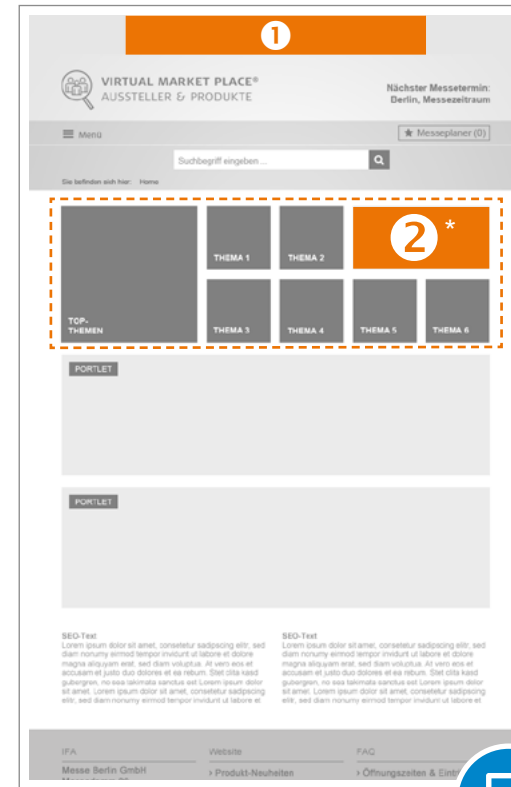 1
VIRTUAL MARKET PLACE®
AUSSTELLER & PRODUKTE
Nächster Messetermin:
Berlin, Messezeitraum
Menü
★ Messeplaner (0)
Suchbegriff eingeben ...
Sie befinden sich hier: Home
2*
THEMA 1
THEMA 2
TOP-
THEMEN
THEMA 3
THEMA 4
THEMA 5
THEMA 6
PORTLET
PORTLET
SEO-Text
Lorem ipsum dolor sit amet, consetetur sadipscing elitr, sed
diam nonumy eirmod tempor invidunt ut labore et dolore
magna aliquyam erat, sed diam voluptua. At vero eos et
accusam et justo duo dolores et ea rebum. Stet clita kasd
gubergren, no sea takimata sanctus est Lorem ipsum dolor
sit amet. Lorem ipsum dolor sit amet, consetetur sadipscing
elitr, sed diam nonumy eirmod tempor invidunt ut labore et
SEO-Text
Lorem ipsum dolor sit amet, consetetur sadipscing elitr, sed
diam nonumy eirmod tempor invidunt ut labore et dolore
magna aliquyam erat, sed diam voluptua. At vero eos et
accusam et justo duo dolores et ea rebum. Stet clita kasd
gubergren, no sea takimata sanctus est Lorem ipsum dolor
sit amet. Lorem ipsum dolor sit amet, consetetur sadipscing
elitr, sed diam nonumy eirmod tempor invidunt ut labore et
IFA
Messe Berlin GmbH
Website
› Produkt-Neuheiten
FAQ
› Öffnungszeiten &